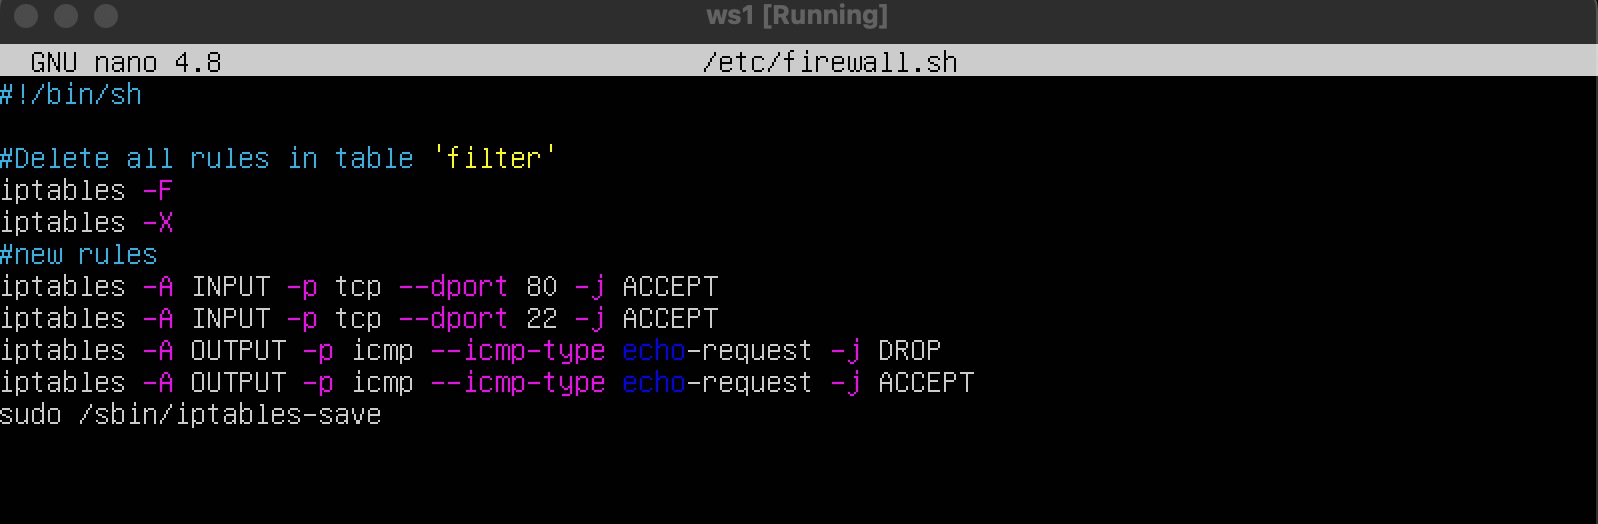 ws1 [Running]
GNU nano 4.8 /etc/firewall.sh
#!/bin/sh
#Delete all rules in table 'filter'
iptables -F
iptables -X
#new rules
iptables -A INPUT -p tcp --dport 80 -j ACCEPT
iptables -A INPUT -p tcp --dport 22 -j ACCEPT
iptables -A OUTPUT -p icmp --icmp-type echo-request -j DROP
iptables -A OUTPUT -p icmp --icmp-type echo-request -j ACCEPT
sudo /sbin/iptables-save